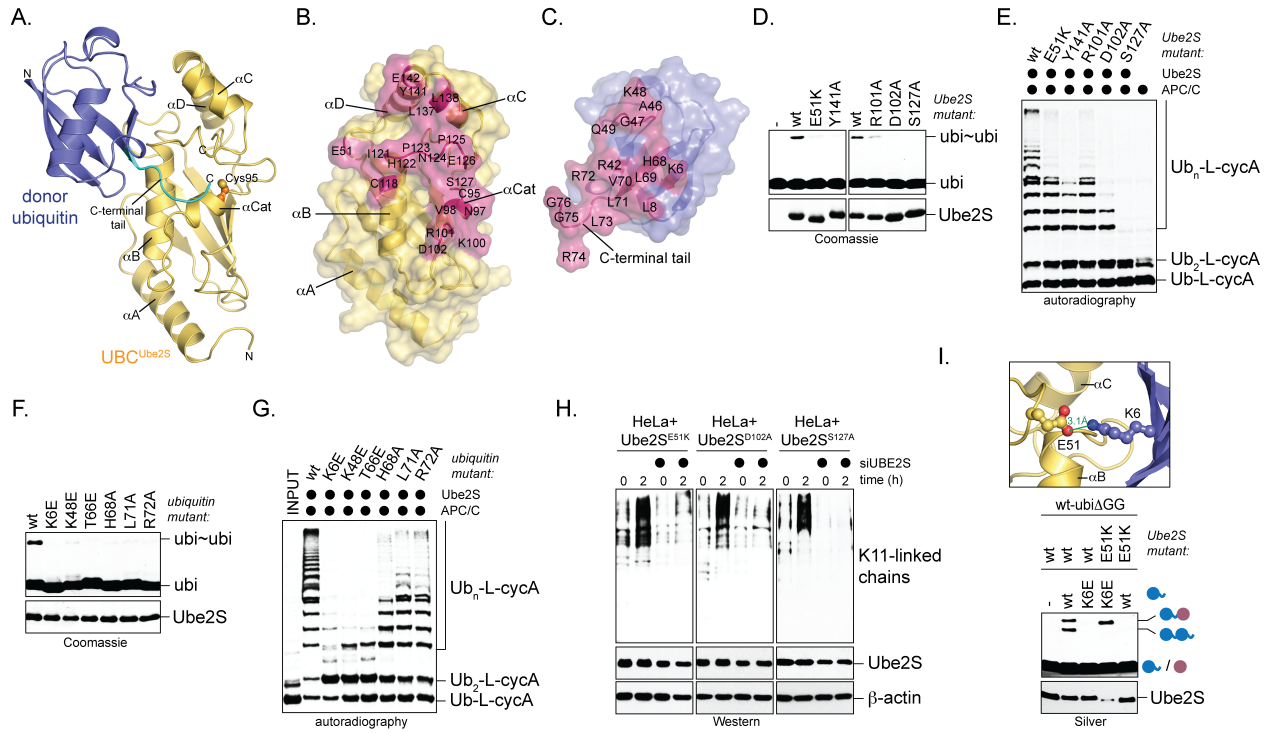 A.
N
αC
αD
C
C
Cys95
donor
ubiquitin
C-terminal
tail
αCat
αB
αA
UBC^Ube2S
N
B.
E142
Y141
αD
L138
αC
L137
P125
E51
I121
P123
H122
N124
E126
C118
S127
C95
αCat
αB
V98
N97
R101
D102
K100
αA
C.
K48
A46
G47
Q49
R42
H68
R72
K6
V70
L69
G76
L71
L8
G75
L73
R74
C-terminal tail
D.
-
wt
E51K
Y141A
wt
R101A
D102A
S127A
Ube2S
mutant:
ubi~ubi
ubi
Ube2S
Coomassie
E.
wt
E51K
Y141A
R101A
D102A
S127A
Ube2S
mutant:
Ube2S
APC/C
Ubn-L-cycA
Ub2-L-cycA
Ub-L-cycA
autoradiography
F.
wt
K6E
K48E
T66E
H68A
L71A
R72A
ubiquitin
mutant:
ubi~ubi
ubi
Ube2S
Coomassie
G.
INPUT
wt
K6E
K48E
T66E
H68A
L71A
R72A
ubiquitin
mutant:
Ube2S
APC/C
Ubn-L-cycA
Ub2-L-cycA
Ub-L-cycA
autoradiography
H.
HeLa+
Ube2S^E51K
HeLa+
Ube2S^D102A
HeLa+
Ube2S^S127A
siUBE2S
0 2 0 2 0 2 0 2 0 2 0 2 time (h)
K11-linked
chains
Ube2S
β-actin
Western
I.
αC
K6
3.1Å
E51
αB
wt-ubiΔGG
- wt wt E51K E51K
Ube2S
mutant:
- wt K6E K6E wt
/
Ube2S
Silver